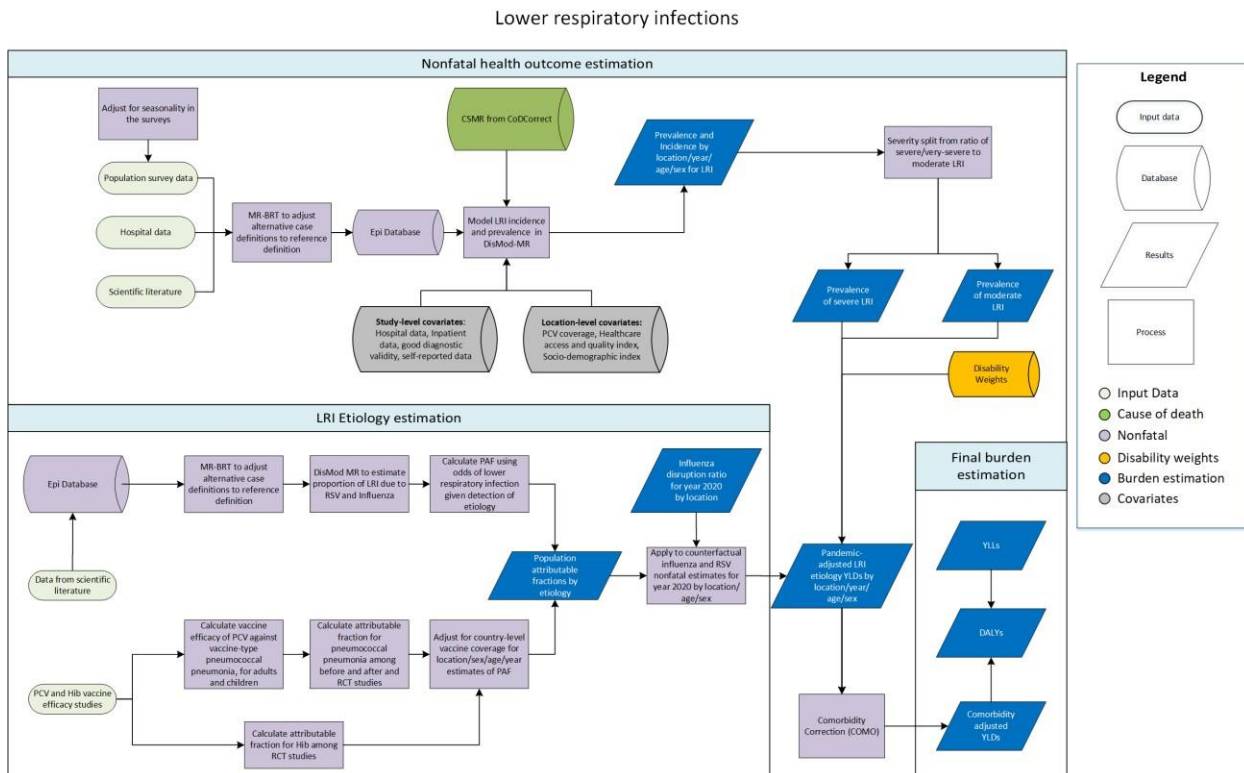 Lower respiratory infections
Nonfatal health outcome estimation
Adjust for seasonality in
the surveys
Population survey data
Hospital data
Scientific literature
MR-BRT to adjust
alternative case
definitions to reference
definition
Epi Database
CSMR from CoDCorrect
Model LRI incidence
and prevalence in
DisMod-MR
Study-level covariates:
Hospital data, Inpatient
data, good diagnostic
validity, self-reported data
Location-level covariates:
PCV coverage, Healthcare
access and quality index,
Socio-demographic index
Prevalence and
Incidence by
location/year/
age/sex for LRI
Severity split from ratio of
severe/very-severe to
moderate LRI
Prevalence
of severe LRI
Prevalence
of moderate
LRI
Disability
Weights
LRI Etiology estimation
Epi Database
Data from scientific
literature
MR-BRT to adjust
alternative case
definitions to reference
definition
DisMod MR to estimate
proportion of LRI due to
RSV and Influenza
Calculate PAF using
odds of lower
respiratory infection
given detection of
etiology
Population
attributable
fractions by
etiology
PCV and Hib vaccine
efficacy studies
Calculate vaccine
efficacy of PCV against
vaccine-type
pneumococcal
pneumonia, for adults
and children
Calculate attributable
fraction for
pneumococcal
pneumonia among
before and after and
RCT studies
Adjust for country-level
vaccine coverage for
location/sex/age/year
estimates of PAF
Calculate attributable
fraction for Hib among
RCT studies
Influenza
disruption ratio
for year 2020
by location
Apply to counterfactual
influenza and RSV
nonfatal estimates for
year 2020 by location/
age/sex
Pandemic-
adjusted LRI
etiology YLDs by
location/year/
age/sex
Comorbidity
Correction (COMO)
Final burden
estimation
YLLs
DALYs
Comorbidity
adjusted
YLDs
Legend
Input data
Database
Results
Process
Input Data
Cause of death
Nonfatal
Disability weights
Burden estimation
Covariates